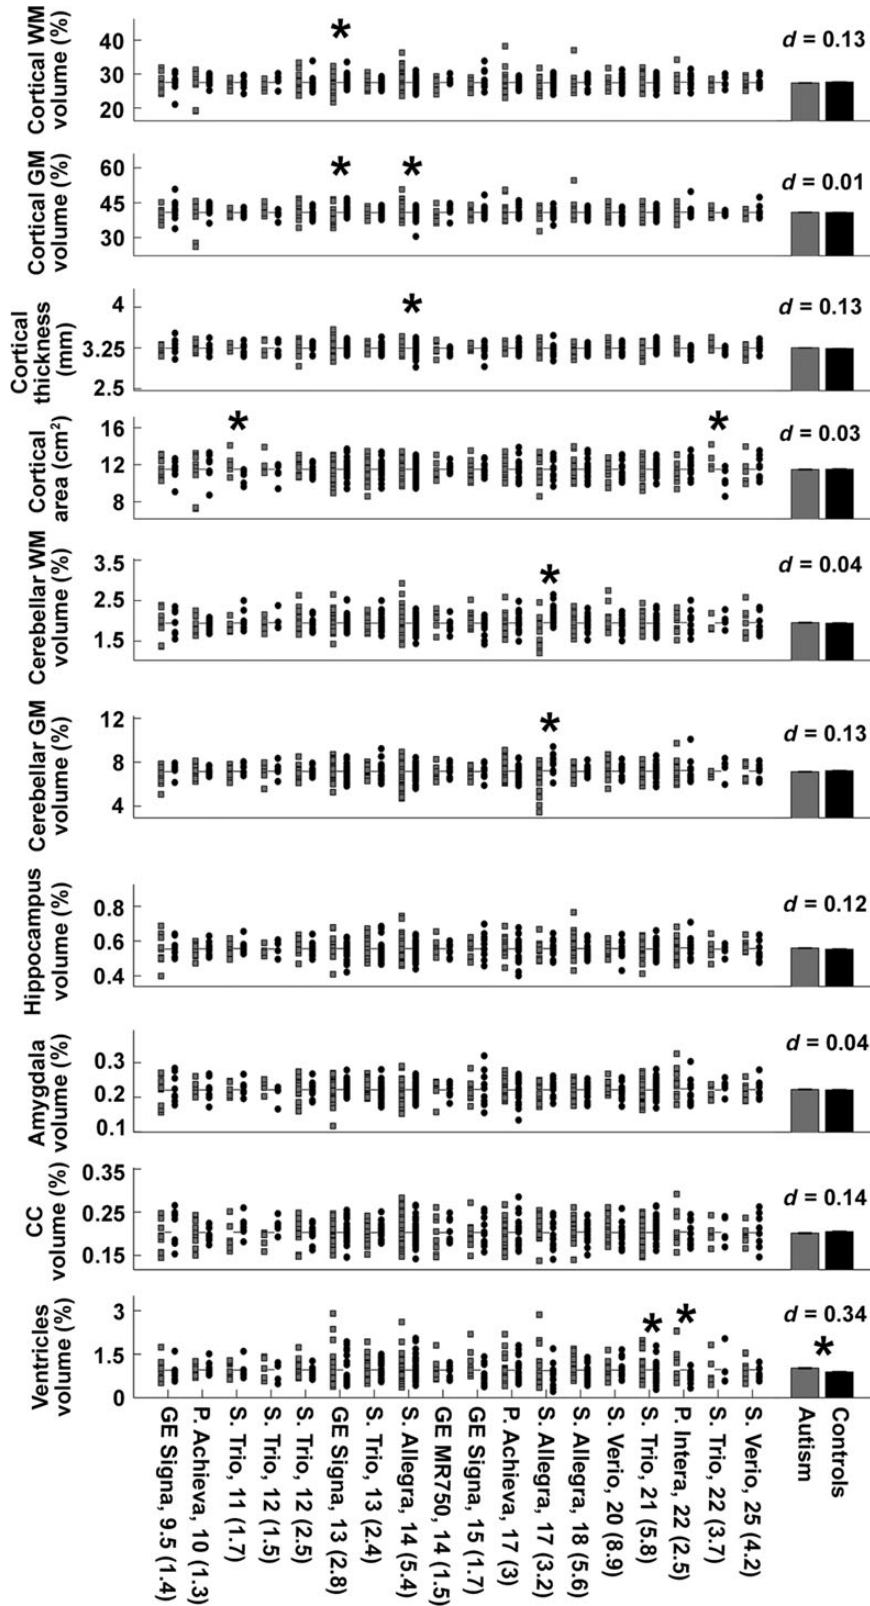 Cortical WM
volume (%)
40
30
20
*
d = 0.13
Cortical GM
volume (%)
60
45
30
* *
d = 0.01
Cortical
thickness
(mm)
4
3.25
2.5
*
d = 0.13
Cortical
area (cm²)
16
12
8
* *
d = 0.03
Cerebellar WM
volume (%)
3.5
2.5
1.5
*
d = 0.04
Cerebellar GM
volume (%)
12
8
4
*
d = 0.13
Hippocampus
volume (%)
0.8
0.6
0.4
d = 0.12
Amygdala
volume (%)
0.3
0.2
0.1
d = 0.04
CC
volume (%)
0.35
0.25
0.15
d = 0.14
Ventricles
volume (%)
3
1.5
0
* *
d = 0.34
*
GE Signa, 9.5 (1.4)
P. Achieva, 10 (1.3)
S. Trio, 11 (1.7)
S. Trio, 12 (1.5)
S. Trio, 12 (2.5)
GE Signa, 13 (2.8)
S. Trio, 13 (2.4)
S. Allegra, 14 (5.4)
GE MR750, 14 (1.5)
GE Signa, 15 (1.7)
P. Achieva, 17 (3)
S. Allegra, 17 (3.2)
S. Allegra, 18 (5.6)
S. Verio, 20 (8.9)
S. Trio, 21 (5.8)
P. Intera, 22 (2.5)
S. Trio, 22 (3.7)
S. Verio, 25 (4.2)
Autism
Controls